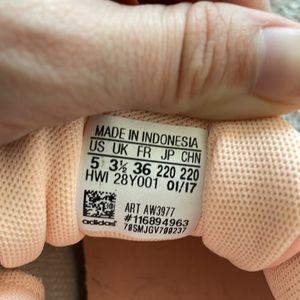 MADE IN INDONESIA
US UK FR JP CHN
5 3½ 36 220 220
HWI 28Y001 01/17
ART AW3977
#116894963
adidas
70SMJGV700237